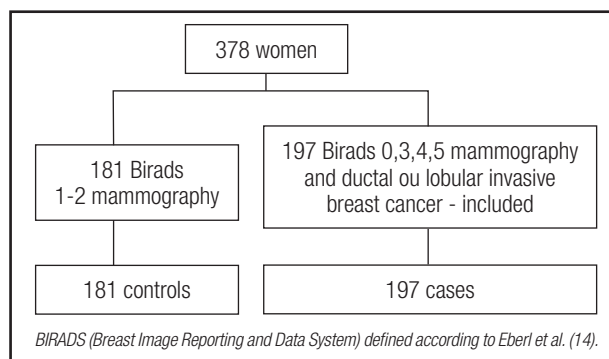 378 women
181 Birads
1-2 mammography
197 Birads 0,3,4,5 mammography
and ductal ou lobular invasive
breast cancer - included
181 controls
197 cases
BIRADS (Breast Image Reporting and Data System) defined according to Eberl et al. (14).